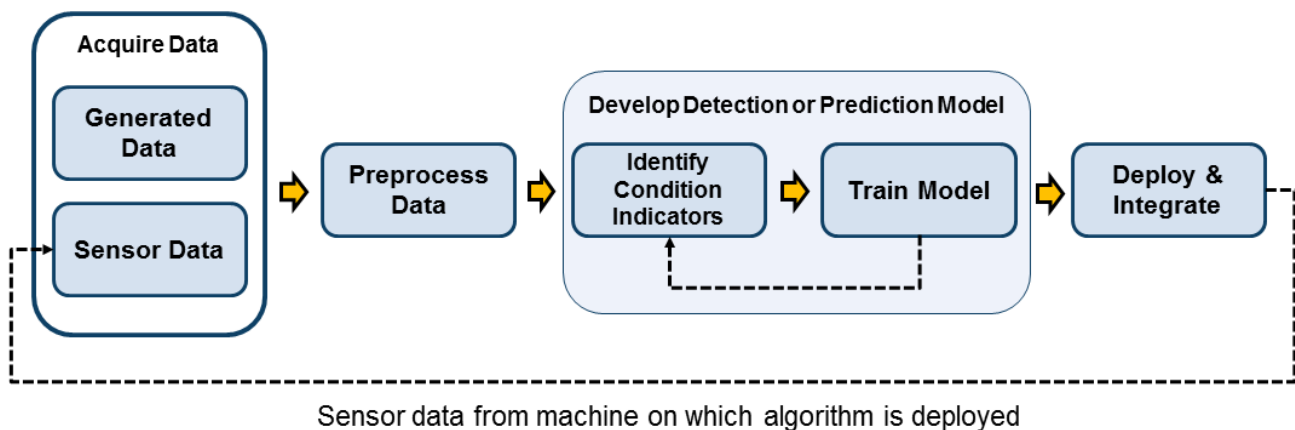 Acquire Data
Generated
Data
Sensor Data
Preprocess
Data
Develop Detection or Prediction Model
Identify
Condition
Indicators
Train Model
Deploy &
Integrate
Sensor data from machine on which algorithm is deployed